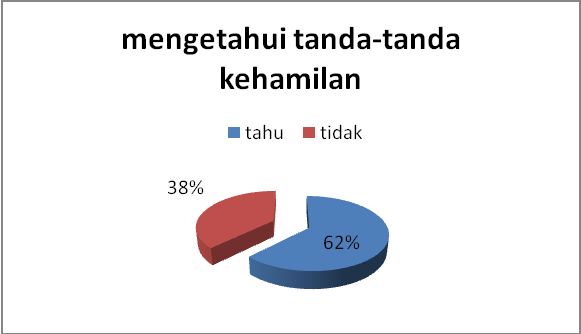 mengetahui tanda-tanda
kehamilan
tahu tidak
38%
62%